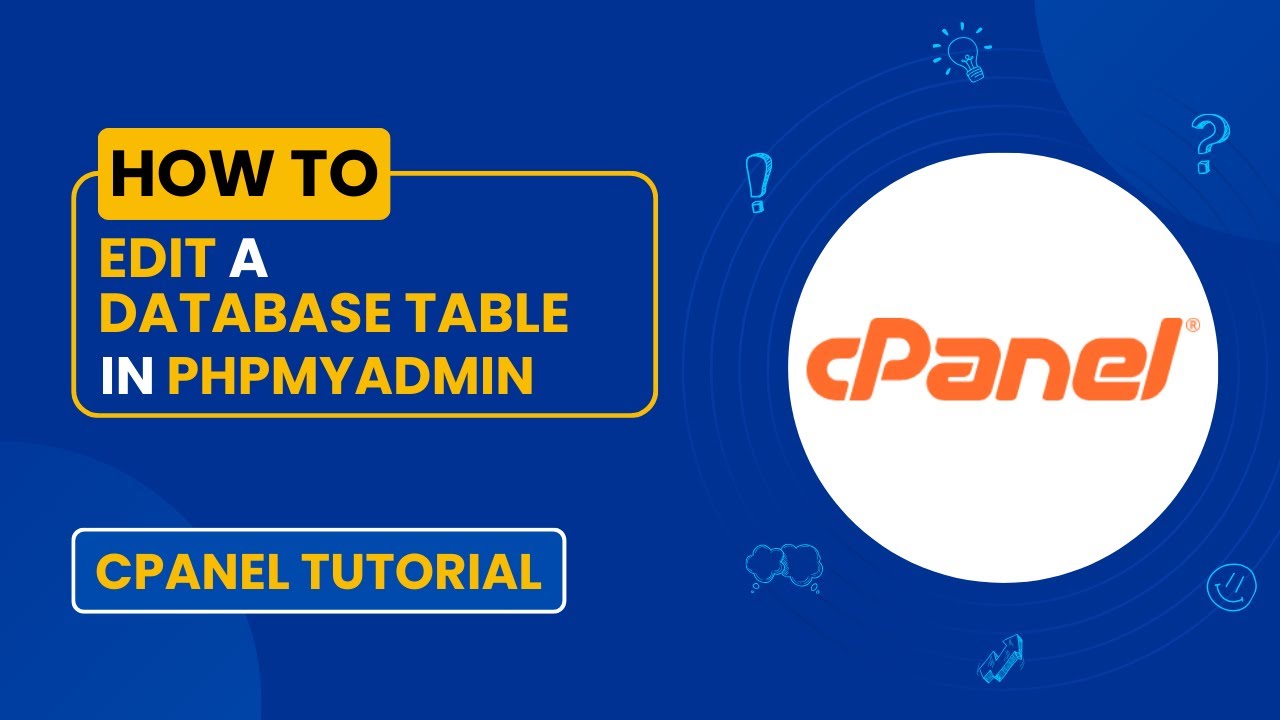 HOW TO
EDIT A
DATABASE TABLE
IN PHPMYADMIN
CPANEL TUTORIAL
cPanel®